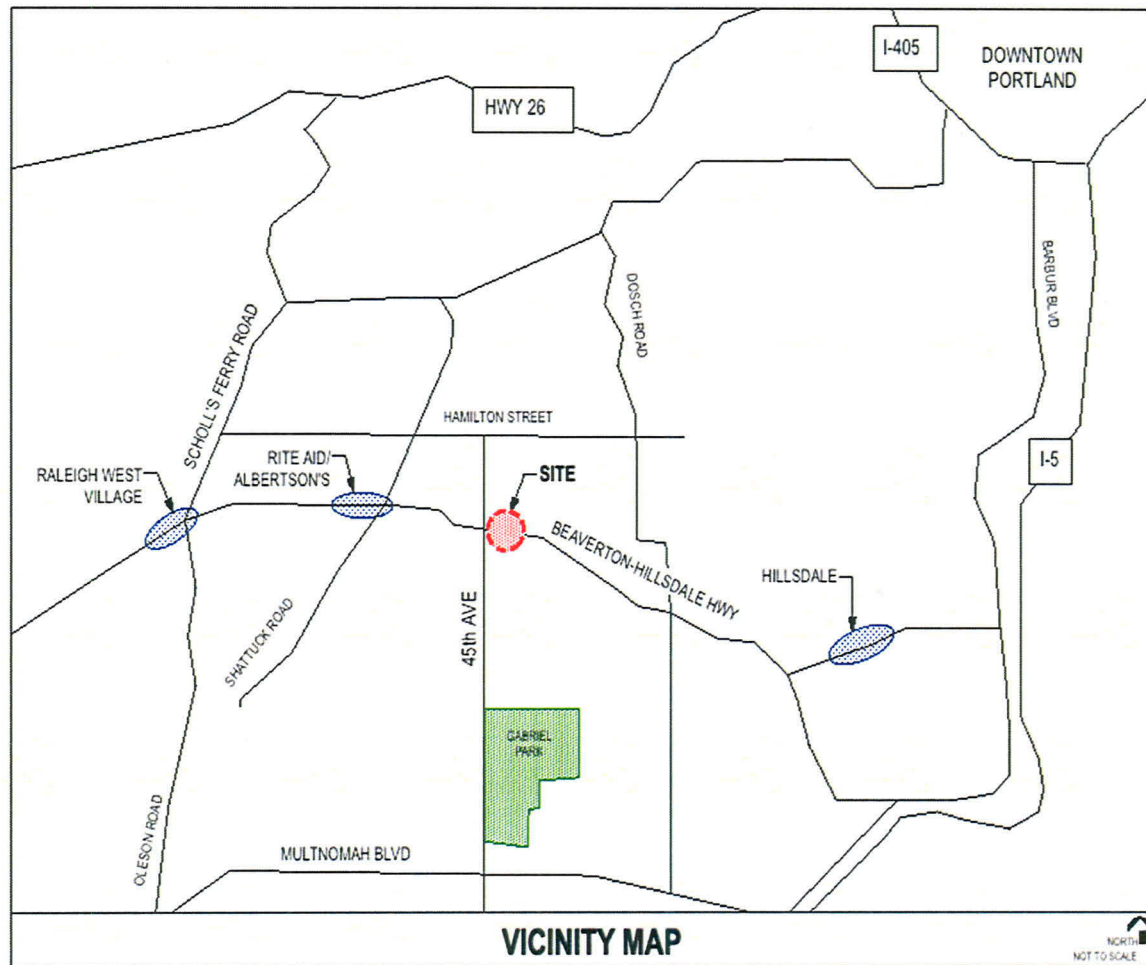 I-405
DOWNTOWN
PORTLAND
HWY 26
BARBUR BLVD
DOSCH ROAD
SCHOLL'S FERRY ROAD
HAMILTON STREET
RITE AID/
ALBERTSON'S
RALEIGH WEST
VILLAGE
SITE
I-5
BEAVERTON-HILLSDALE HWY
HILLSDALE
SHATTUCK ROAD
45th AVE
GABRIEL
PARK
OLESON ROAD
MULTNOMAH BLVD
VICINITY MAP
NORTH
NOT TO SCALE